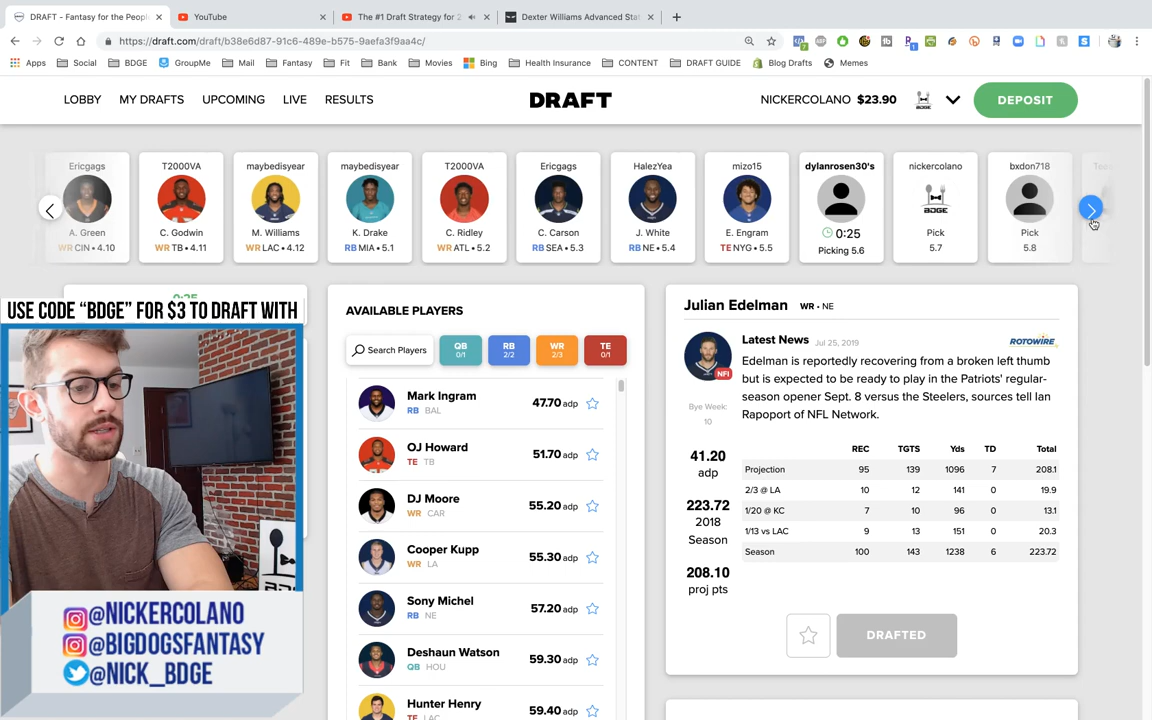 DRAFT - Fantasy for the People
YouTube
The #1 Draft Strategy for 2
Dexter Williams Advanced Stat
https://draft.com/draft/b38e6d87-91c6-489e-b575-9aefa3f9aa4c/
Apps Social BDGE GroupMe Mail Fantasy Fit Bank Movies Bing Health Insurance CONTENT DRAFT GUIDE Blog Drafts Memes
LOBBY MY DRAFTS UPCOMING LIVE RESULTS DRAFT NICKERCOLANO $23.90 DEPOSIT
Ericgags T2000VA maybedisyear maybedisyear T2000VA Ericgags HalezYea mizo15 dylanrosen30's nickercolano bxdon718
BDGE
A. Green C. Godwin M. Williams K. Drake C. Ridley C. Carson J. White E. Engram 0:25 Pick Pick
WR CIN • 4.10 WR TB • 4.11 WR LAC • 4.12 RB MIA • 5.1 WR ATL • 5.2 RB SEA • 5.3 RB NE • 5.4 TE NYG • 5.5 Picking 5.6 5.7 5.8
USE CODE "BDGE" FOR $3 TO DRAFT WITH
@NICKERCOLANO
@BIGDOGSFANTASY
@NICK_BDGE
AVAILABLE PLAYERS
Search Players
QB 0/1
RB 2/2
WR 2/3
TE 0/1
Mark Ingram
RB BAL
47.70 adp
OJ Howard
TE TB
51.70 adp
DJ Moore
WR CAR
55.20 adp
Cooper Kupp
WR LA
55.30 adp
Sony Michel
RB NE
57.20 adp
Deshaun Watson
QB HOU
59.30 adp
Hunter Henry
TE LAC
59.40 adp
Julian Edelman WR • NE
NFI
Latest News Jul 25, 2019
ROTOWIRE
Edelman is reportedly recovering from a broken left thumb
but is expected to be ready to play in the Patriots' regular-
season opener Sept. 8 versus the Steelers, sources tell Ian
Rapoport of NFL Network.
Bye Week:
10
41.20
adp
223.72
2018
Season
208.10
proj pts
REC TGTS Yds TD Total
Projection 95 139 1096 7 208.1
2/3 @ LA 10 12 141 0 19.9
1/20 @ KC 7 10 96 0 13.1
1/13 vs LAC 9 13 151 0 20.3
Season 100 143 1238 6 223.72
DRAFTED